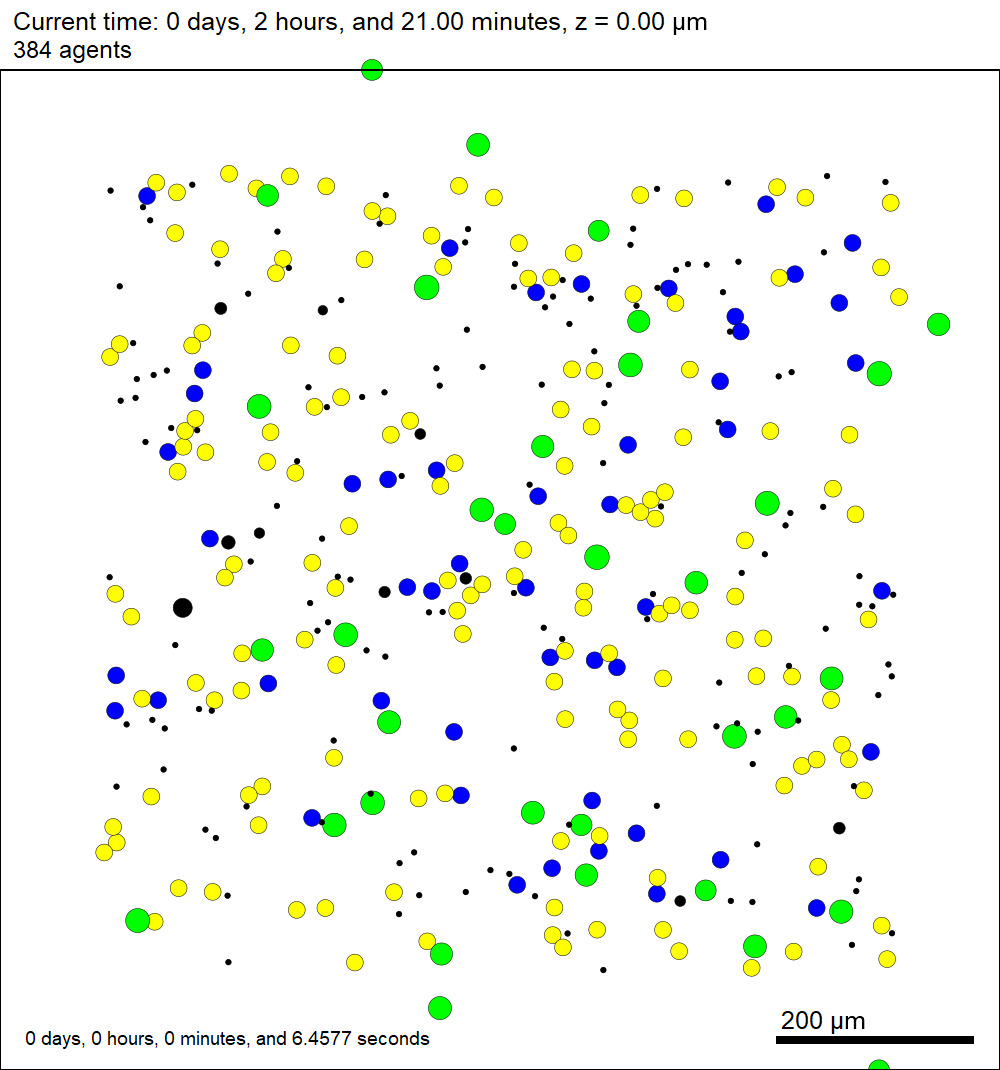 Current time: 0 days, 2 hours, and 21.00 minutes, z = 0.00 µm
384 agents
200 µm
0 days, 0 hours, 0 minutes, and 6.4577 seconds